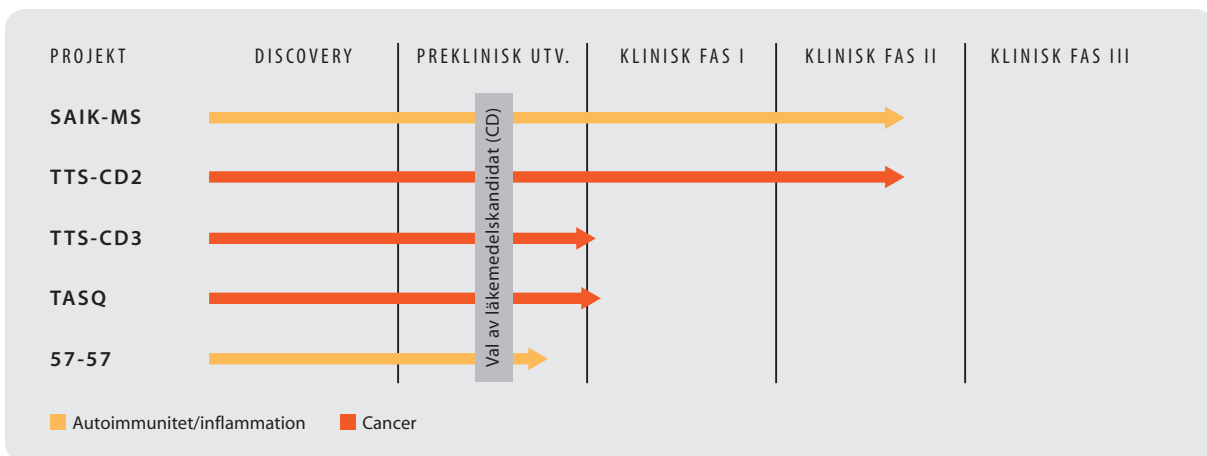 PROJEKT DISCOVERY PREKLINISK UTV. KLINISK FAS I KLINISK FAS II KLINISK FAS III
SAIK-MS
TTS-CD2
TTS-CD3
TASQ
57-57
Val av läkemedelskandidat (CD)
Autoimmunitet/inflammation Cancer